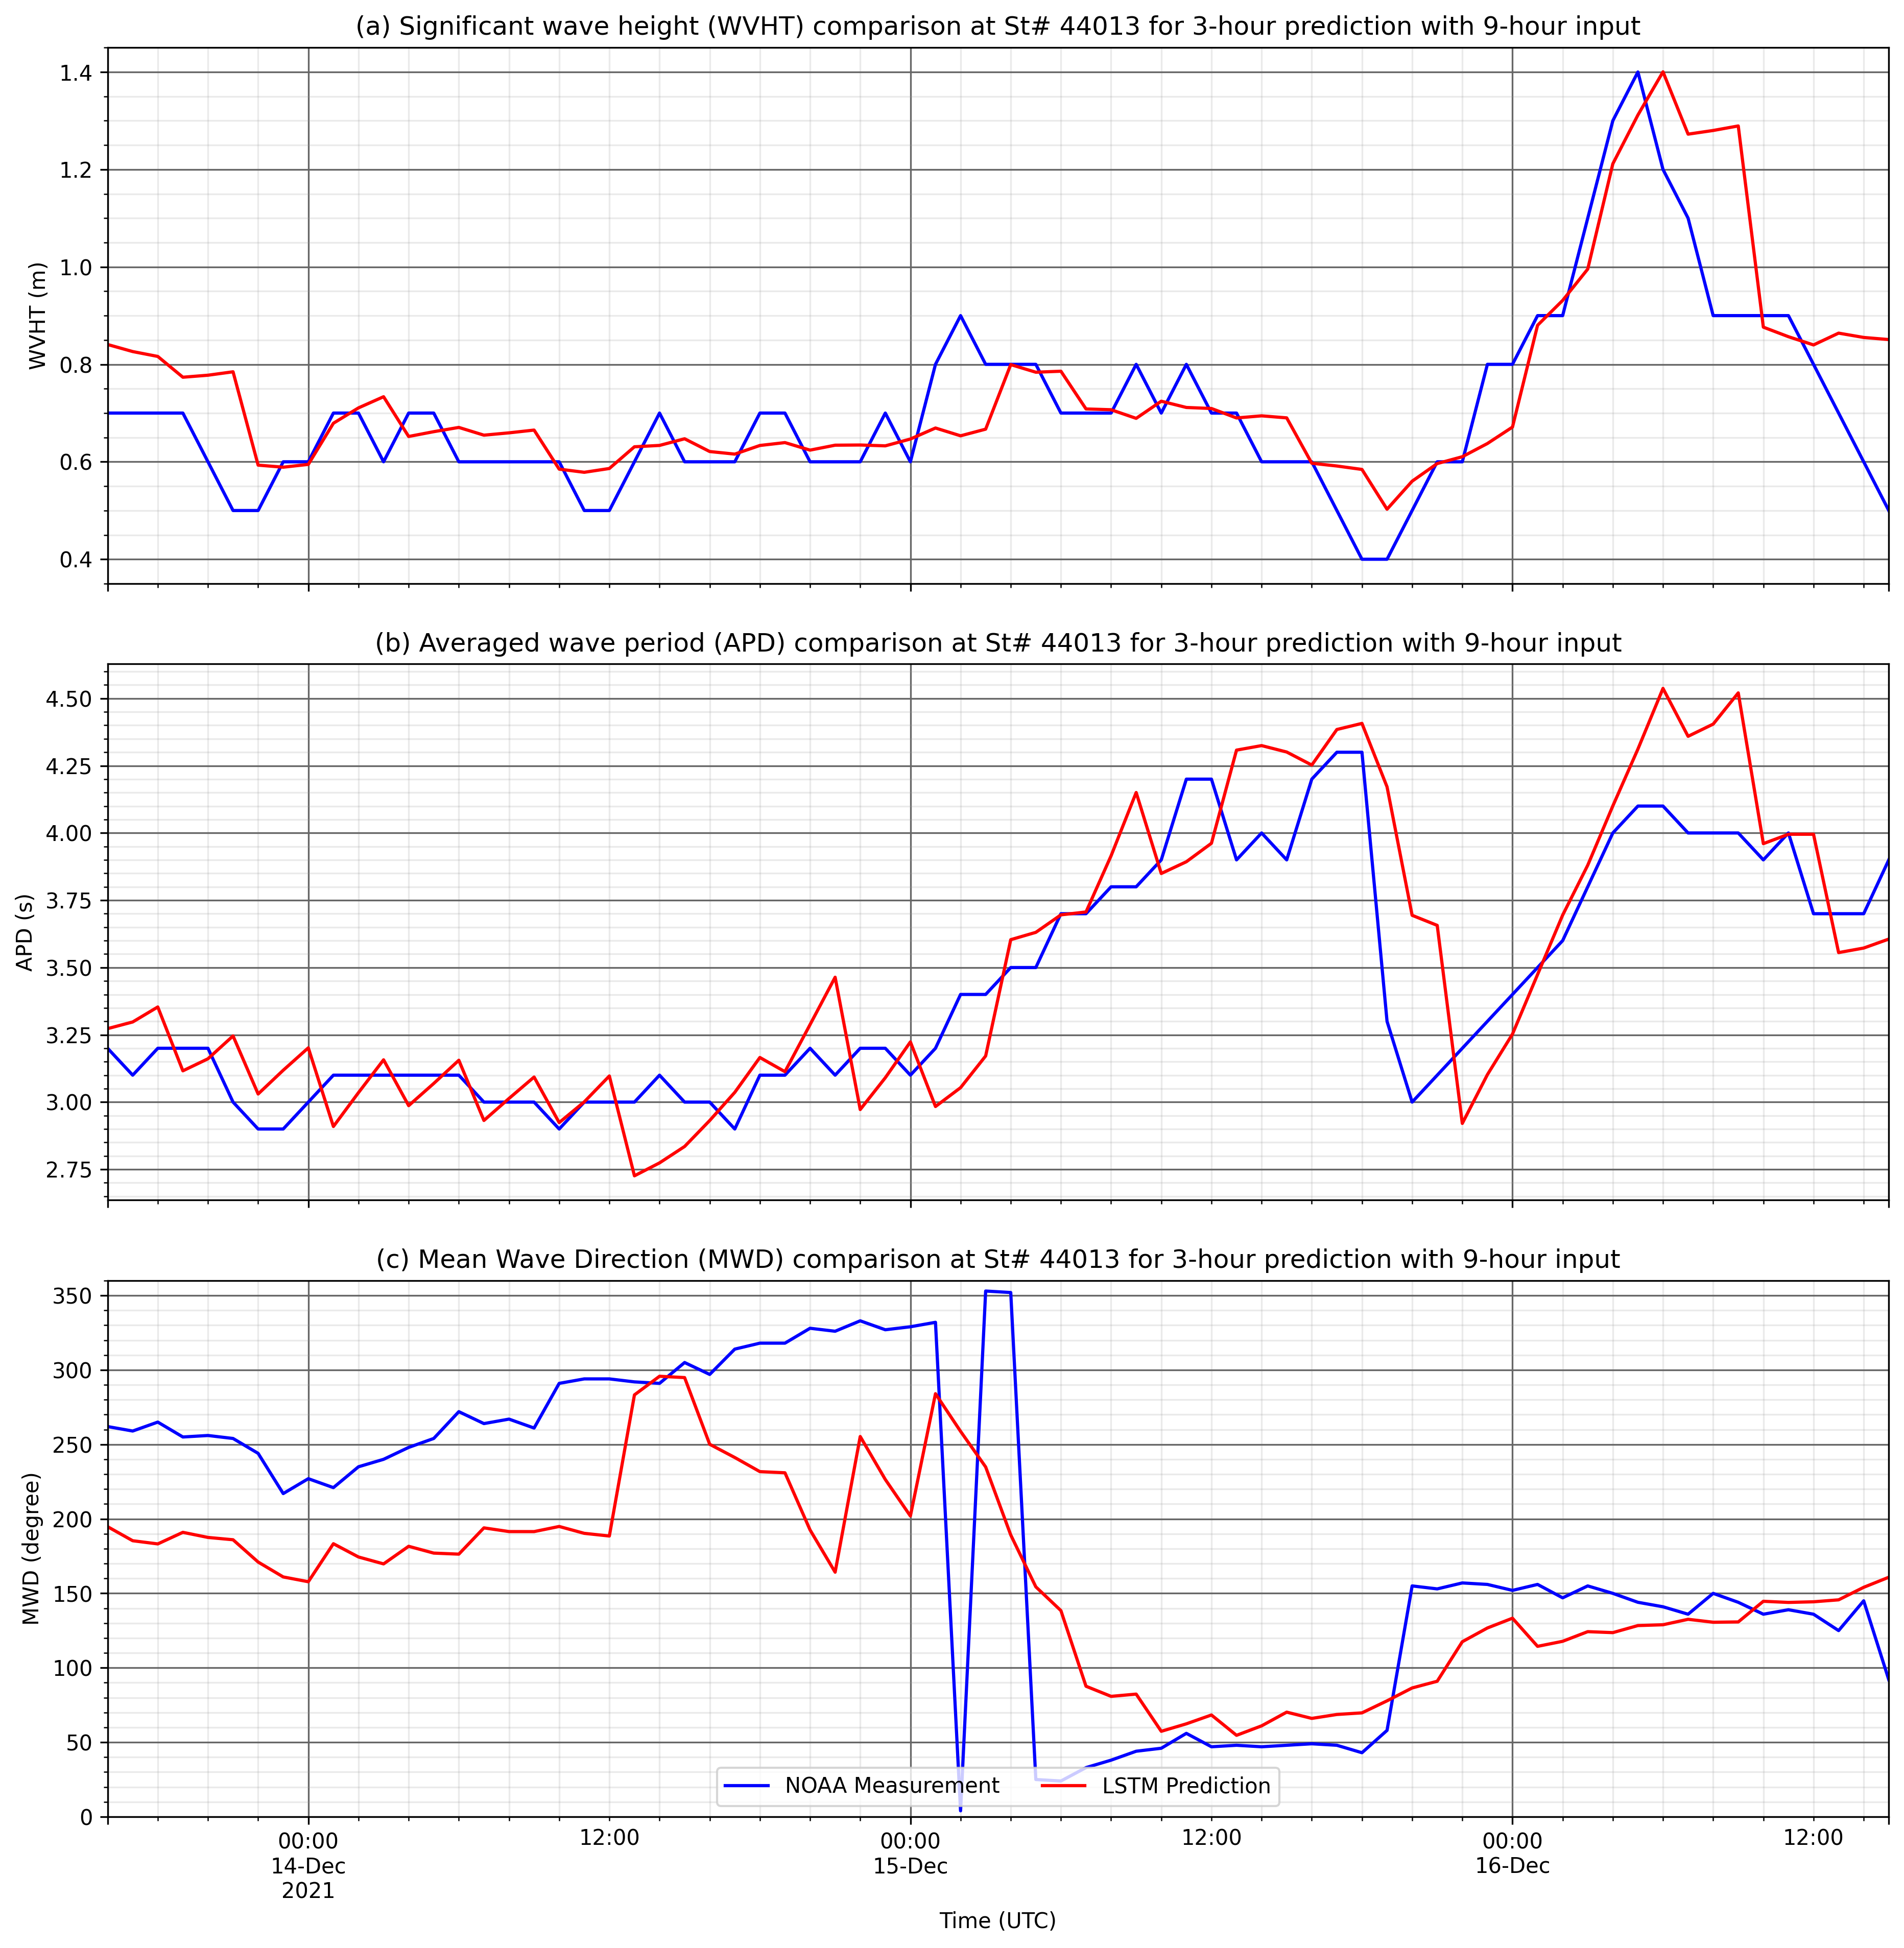 (a) Significant wave height (WVHT) comparison at St# 44013 for 3-hour prediction with 9-hour input
1.4
1.2
1.0
0.8
0.6
0.4
WVHT (m)
(b) Averaged wave period (APD) comparison at St# 44013 for 3-hour prediction with 9-hour input
4.50
4.25
4.00
3.75
3.50
3.25
3.00
2.75
APD (s)
(c) Mean Wave Direction (MWD) comparison at St# 44013 for 3-hour prediction with 9-hour input
350
300
250
200
150
100
50
0
MWD (degree)
NOAA Measurement LSTM Prediction
00:00 12:00 00:00 12:00 00:00 12:00
14-Dec 15-Dec 16-Dec
2021
Time (UTC)